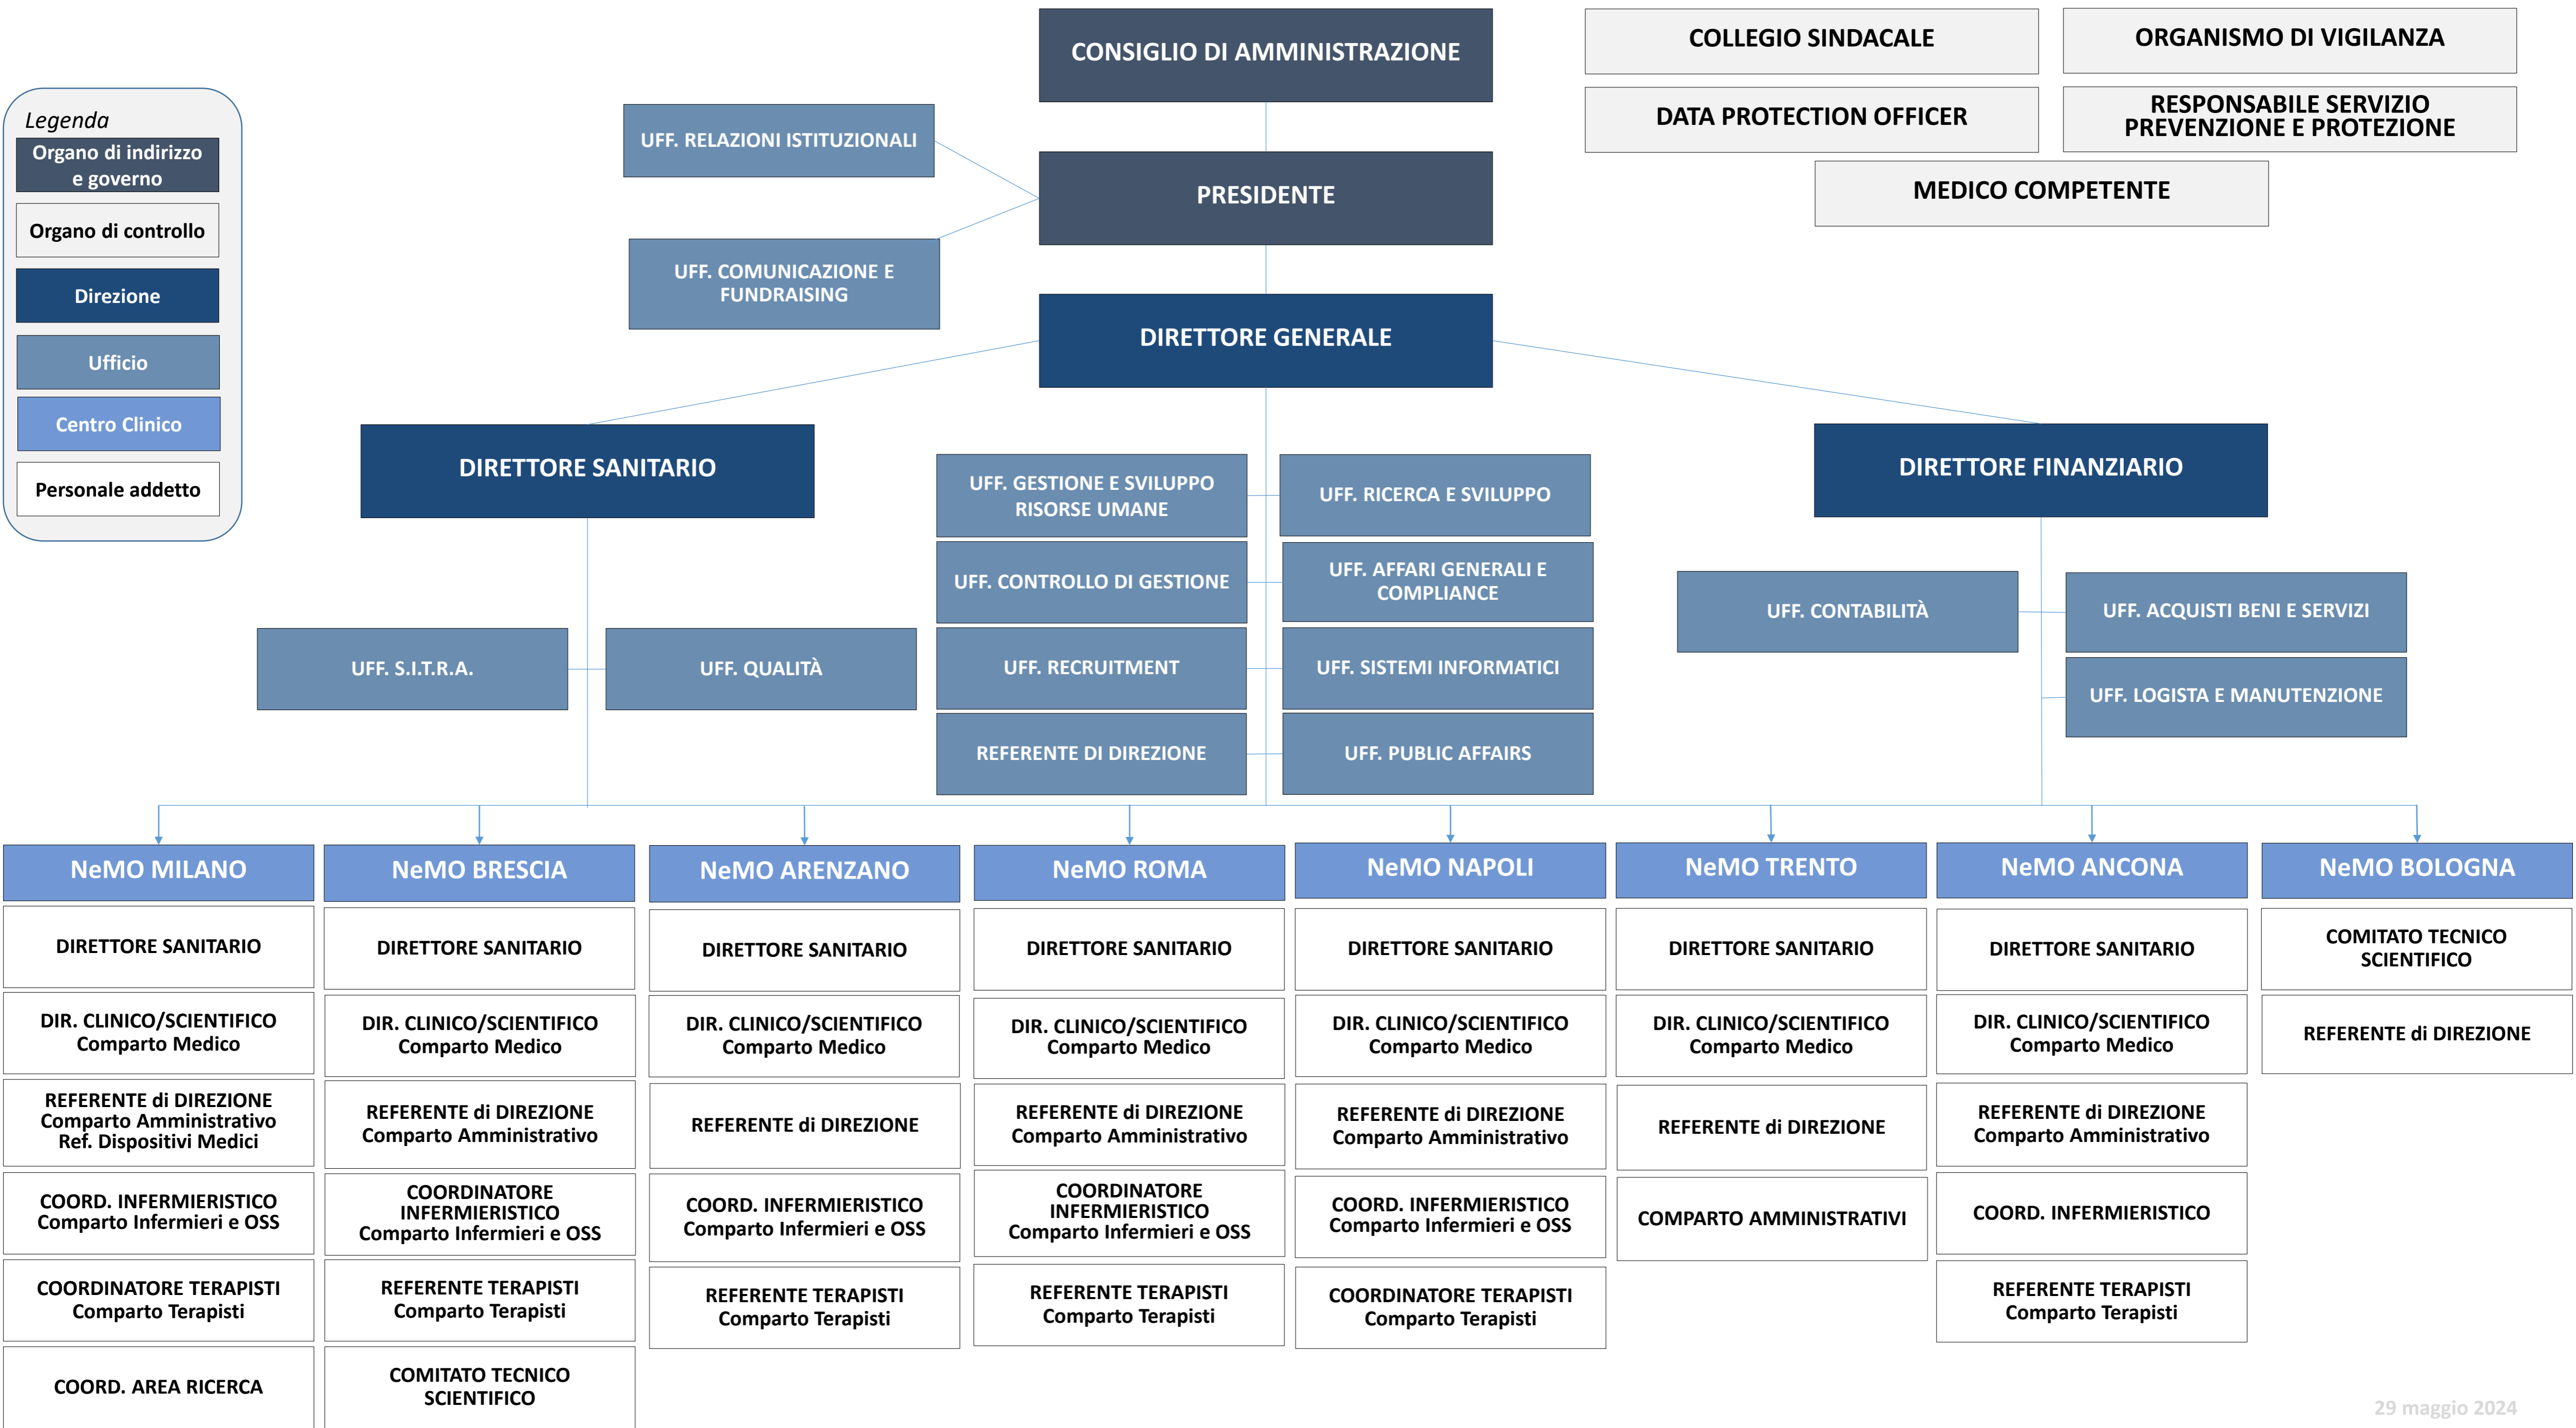 CONSIGLIO DI AMMINISTRAZIONE
COLLEGIO SINDACALE
ORGANISMO DI VIGILANZA
DATA PROTECTION OFFICER
RESPONSABILE SERVIZIO
PREVENZIONE E PROTEZIONE
MEDICO COMPETENTE
Legenda
Organo di indirizzo
e governo
Organo di controllo
Direzione
Ufficio
Centro Clinico
Personale addetto
UFF. RELAZIONI ISTITUZIONALI
PRESIDENTE
UFF. COMUNICAZIONE E
FUNDRAISING
DIRETTORE GENERALE
DIRETTORE SANITARIO
DIRETTORE FINANZIARIO
UFF. GESTIONE E SVILUPPO
RISORSE UMANE
UFF. RICERCA E SVILUPPO
UFF. CONTROLLO DI GESTIONE
UFF. AFFARI GENERALI E
COMPLIANCE
UFF. RECRUITMENT
UFF. SISTEMI INFORMATICI
REFERENTE DI DIREZIONE
UFF. PUBLIC AFFAIRS
UFF. S.I.T.R.A.
UFF. QUALITÀ
UFF. CONTABILITÀ
UFF. ACQUISTI BENI E SERVIZI
UFF. LOGISTA E MANUTENZIONE
NeMO MILANO
DIRETTORE SANITARIO
DIR. CLINICO/SCIENTIFICO
Comparto Medico
REFERENTE di DIREZIONE
Comparto Amministrativo
Ref. Dispositivi Medici
COORD. INFERMIERISTICO
Comparto Infermieri e OSS
COORDINATORE TERAPISTI
Comparto Terapisti
COORD. AREA RICERCA
NeMO BRESCIA
DIRETTORE SANITARIO
DIR. CLINICO/SCIENTIFICO
Comparto Medico
REFERENTE di DIREZIONE
Comparto Amministrativo
COORDINATORE
INFERMIERISTICO
Comparto Infermieri e OSS
REFERENTE TERAPISTI
Comparto Terapisti
COMITATO TECNICO
SCIENTIFICO
NeMO ARENZANO
DIRETTORE SANITARIO
DIR. CLINICO/SCIENTIFICO
Comparto Medico
REFERENTE di DIREZIONE
COORD. INFERMIERISTICO
Comparto Infermieri e OSS
REFERENTE TERAPISTI
Comparto Terapisti
NeMO ROMA
DIRETTORE SANITARIO
DIR. CLINICO/SCIENTIFICO
Comparto Medico
REFERENTE di DIREZIONE
Comparto Amministrativo
COORDINATORE
INFERMIERISTICO
Comparto Infermieri e OSS
REFERENTE TERAPISTI
Comparto Terapisti
NeMO NAPOLI
DIRETTORE SANITARIO
DIR. CLINICO/SCIENTIFICO
Comparto Medico
REFERENTE di DIREZIONE
Comparto Amministrativo
COORD. INFERMIERISTICO
Comparto Infermieri e OSS
COORDINATORE TERAPISTI
Comparto Terapisti
NeMO TRENTO
DIRETTORE SANITARIO
DIR. CLINICO/SCIENTIFICO
Comparto Medico
REFERENTE di DIREZIONE
COMPARTO AMMINISTRATIVI
NeMO ANCONA
DIRETTORE SANITARIO
DIR. CLINICO/SCIENTIFICO
Comparto Medico
REFERENTE di DIREZIONE
Comparto Amministrativo
COORD. INFERMIERISTICO
REFERENTE TERAPISTI
Comparto Terapisti
NeMO BOLOGNA
COMITATO TECNICO
SCIENTIFICO
REFERENTE di DIREZIONE
29 maggio 2024